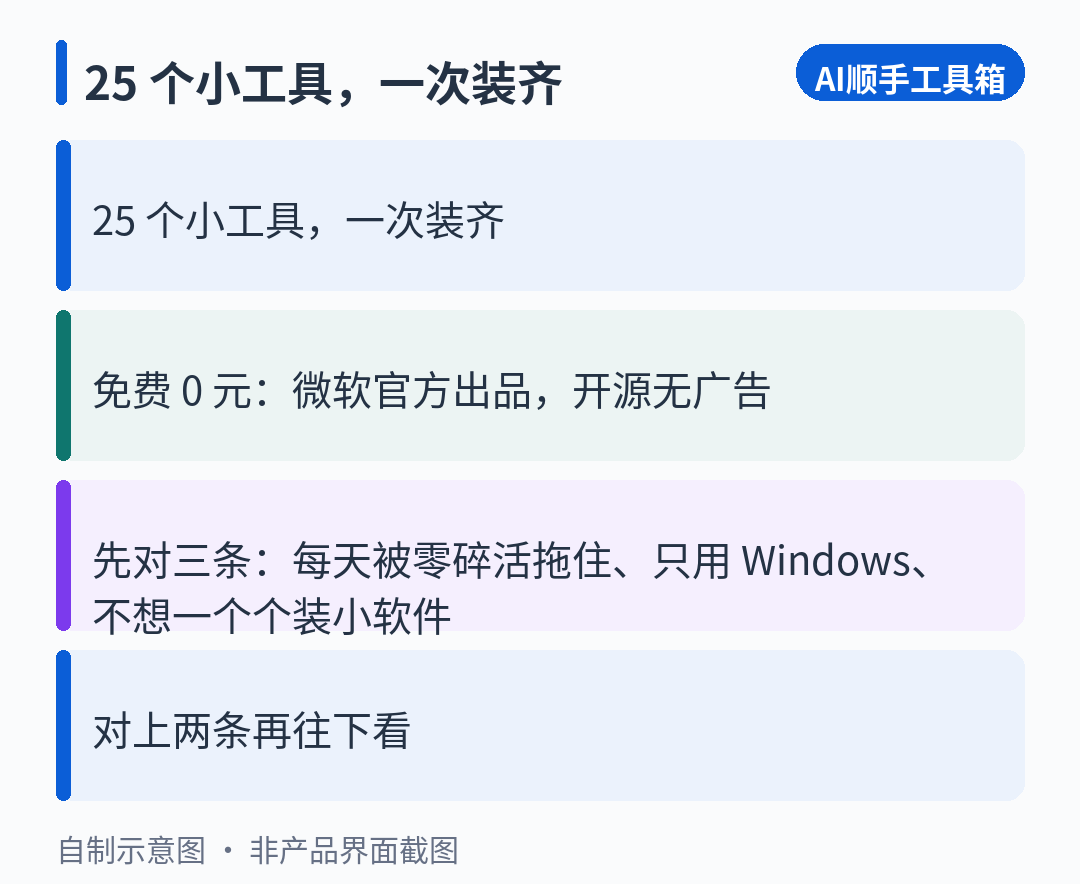 25 个小工具，一次装齐
AI顺手工具箱
25 个小工具，一次装齐
免费 0 元：微软官方出品，开源无广告
先对三条：每天被零碎活拖住、只用 Windows、
不想一个个装小软件
对上两条再往下看
自制示意图 · 非产品界面截图